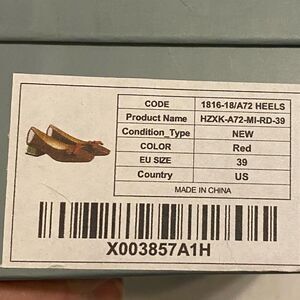 CODE 1816-18/A72 HEELS
Product Name HZXK-A72-MI-RD-39
Condition_Type NEW
COLOR Red
EU SIZE 39
Country US
MADE IN CHINA
X003857A1H